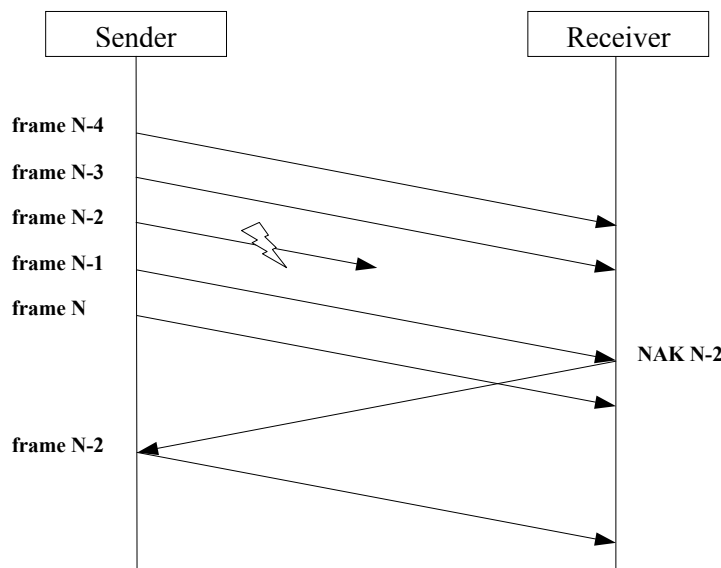 Sender
Receiver
frame N-4
frame N-3
frame N-2
frame N-1
frame N
NAK N-2
frame N-2